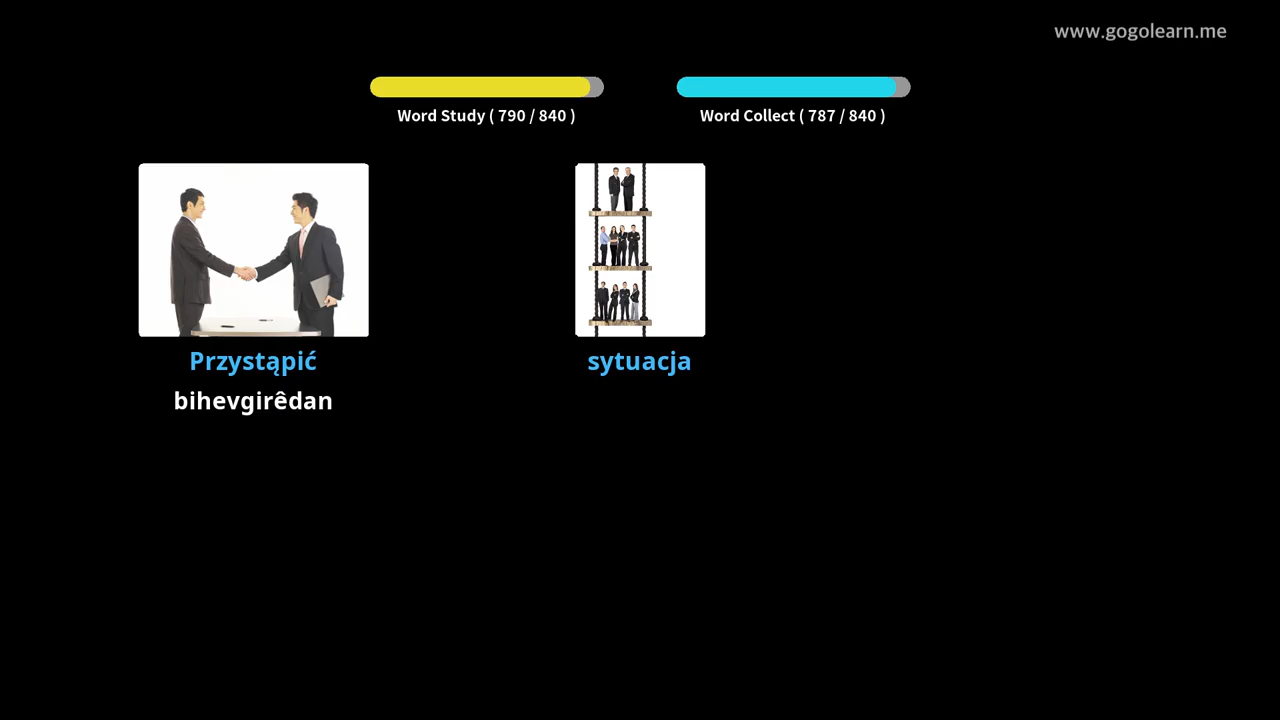 www.gogolearn.me
Word Study ( 790 / 840 )
Word Collect ( 787 / 840 )
Przystąpić
sytuacja
bihevgirêdan